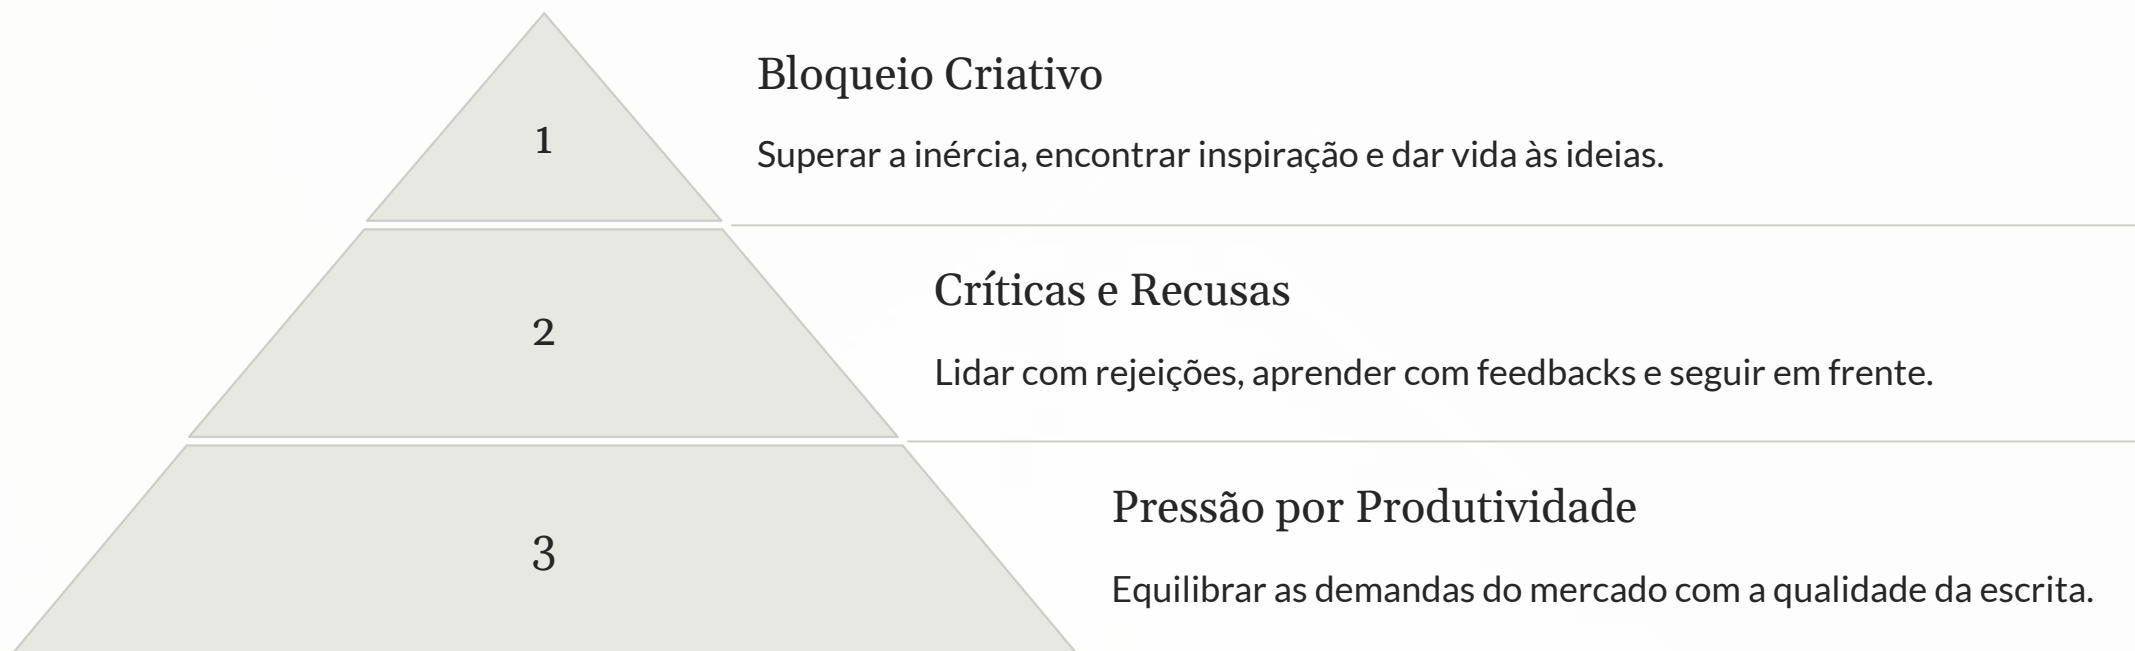 1
Bloqueio Criativo
Superar a inércia, encontrar inspiração e dar vida às ideias.
2
Críticas e Recusas
Lidar com rejeições, aprender com feedbacks e seguir em frente.
3
Pressão por Produtividade
Equilibrar as demandas do mercado com a qualidade da escrita.